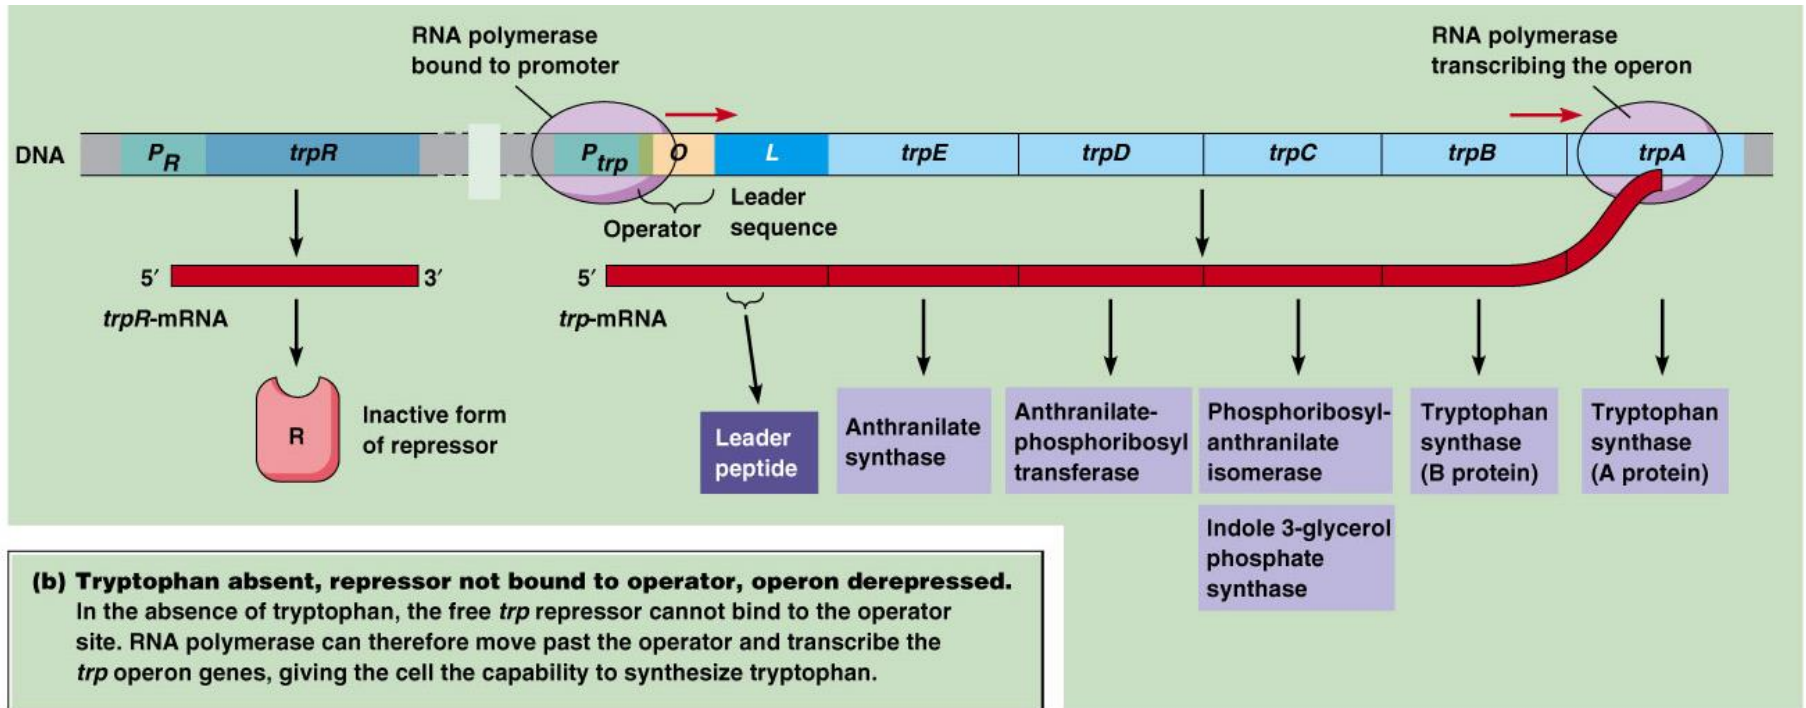 RNA polymerase
bound to promoter
RNA polymerase
transcribing the operon
DNA
PR
trpR
Ptrp
O
L
trpE
trpD
trpC
trpB
trpA
Operator
Leader
sequence
5′
3′
trpR-mRNA
5′
trp-mRNA
R
Inactive form
of repressor
Leader
peptide
Anthranilate
synthase
Anthranilate-
phosphoribosyl
transferase
Phosphoribosyl-
anthranilate
isomerase
Indole 3-glycerol
phosphate
synthase
Tryptophan
synthase
(B protein)
Tryptophan
synthase
(A protein)
(b) Tryptophan absent, repressor not bound to operator, operon derepressed.
In the absence of tryptophan, the free trp repressor cannot bind to the operator
site. RNA polymerase can therefore move past the operator and transcribe the
trp operon genes, giving the cell the capability to synthesize tryptophan.